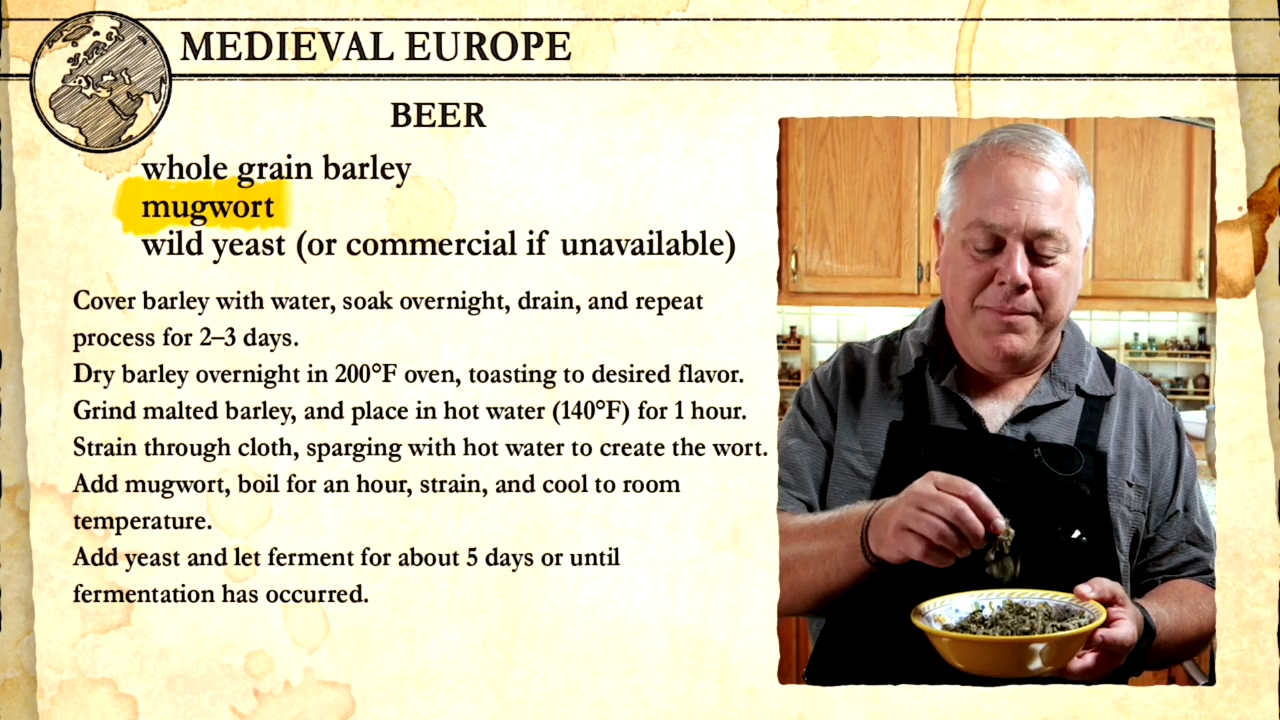 MEDIEVAL EUROPE
BEER
whole grain barley
mugwort
wild yeast (or commercial if unavailable)
Cover barley with water, soak overnight, drain, and repeat
process for 2–3 days.
Dry barley overnight in 200°F oven, toasting to desired flavor.
Grind malted barley, and place in hot water (140°F) for 1 hour.
Strain through cloth, sparging with hot water to create the wort.
Add mugwort, boil for an hour, strain, and cool to room
temperature.
Add yeast and let ferment for about 5 days or until
fermentation has occurred.